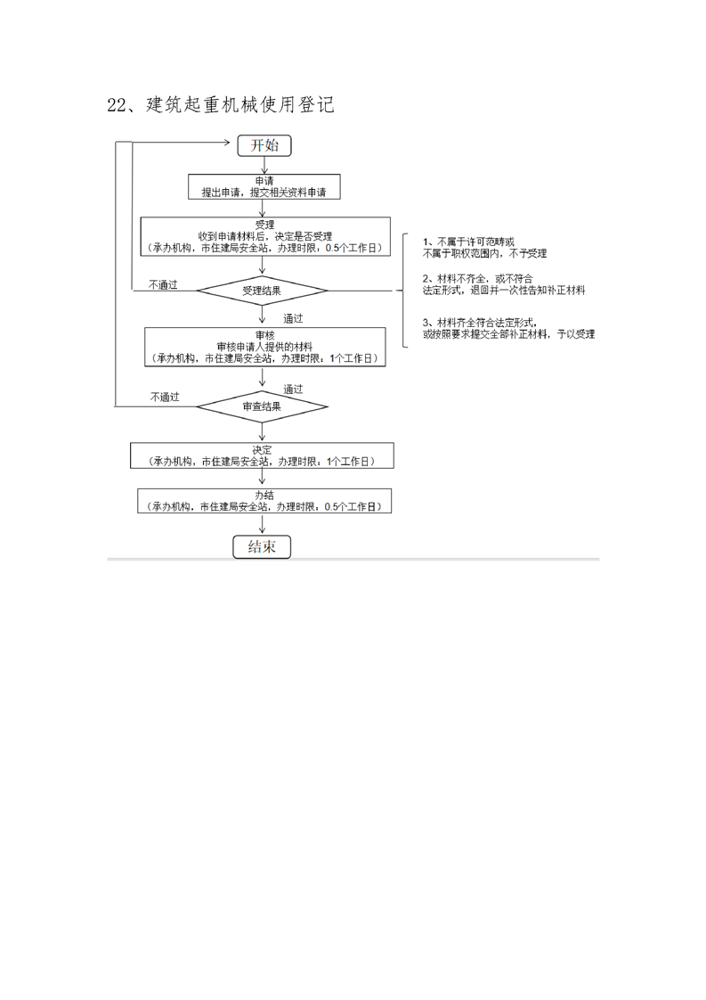 22、建筑起重机械使用登记
开始
申请
提出申请，提交相关资料申请
受理
收到申请材料后，决定是否受理
（承办机构，市住建局安全站，办理时限：0.5个工作日）
1、不属于许可范畴或
不属于职权范围内，不予受理
2、材料不齐全，或不符合
法定形式，退回并一次性告知补正材料
3、材料齐全符合法定形式，
或按照要求提交全部补正材料，予以受理
不通过
受理结果
通过
审核
审核申请人提供的材料
（承办机构，市住建局安全站，办理时限：1个工作日）
通过
不通过
审查结果
决定
（承办机构，市住建局安全站，办理时限：1个工作日）
办结
（承办机构，市住建局安全站，办理时限：0.5个工作日）
结束